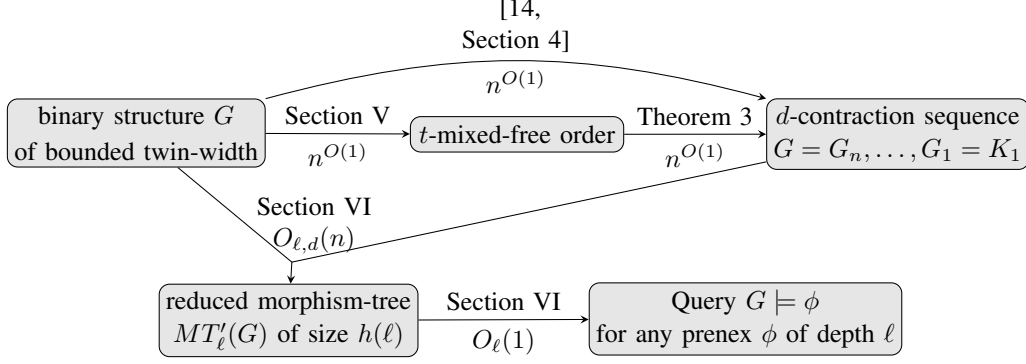 [14,
Section 4]
n^{O(1)}
binary structure G
of bounded twin-width
Section V
n^{O(1)}
t-mixed-free order
Theorem 3
n^{O(1)}
d-contraction sequence
G = G_n, . . . , G_1 = K_1
Section VI
O_{ℓ,d}(n)
reduced morphism-tree
MT′_ℓ(G) of size h(ℓ)
Section VI
O_ℓ(1)
Query G ⊨ ϕ
for any prenex ϕ of depth ℓ